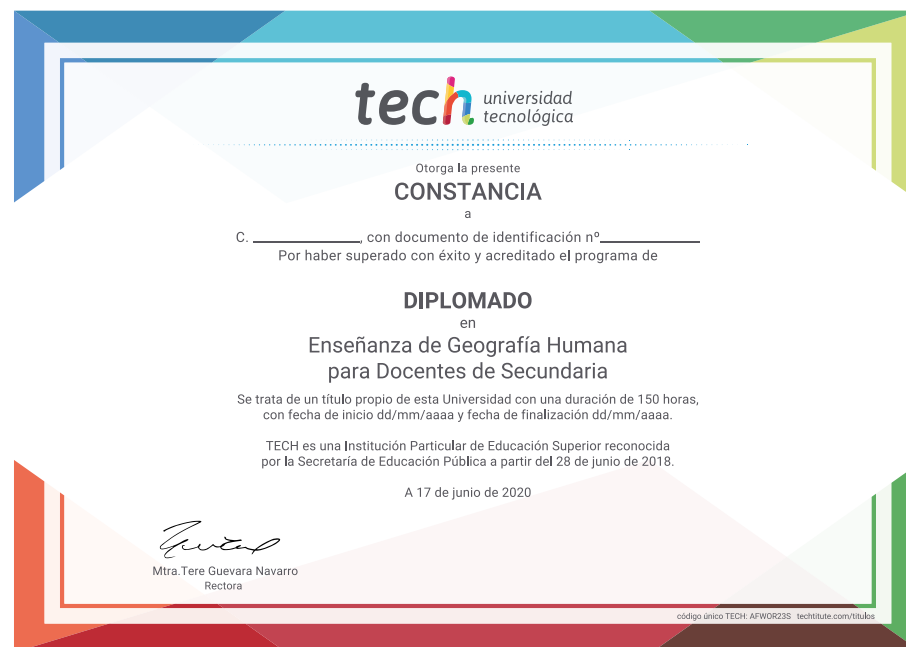 tech universidad
tecnológica
Otorga la presente
CONSTANCIA
a
C. ____________, con documento de identificación nº____________
Por haber superado con éxito y acreditado el programa de
DIPLOMADO
en
Enseñanza de Geografía Humana
para Docentes de Secundaria
Se trata de un título propio de esta Universidad con una duración de 150 horas,
con fecha de inicio dd/mm/aaaa y fecha de finalización dd/mm/aaaa.
TECH es una Institución Particular de Educación Superior reconocida
por la Secretaría de Educación Pública a partir del 28 de junio de 2018.
A 17 de junio de 2020
Mtra.Tere Guevara Navarro
Rectora
código único TECH: AFWOR23S techtitute.com/titulos